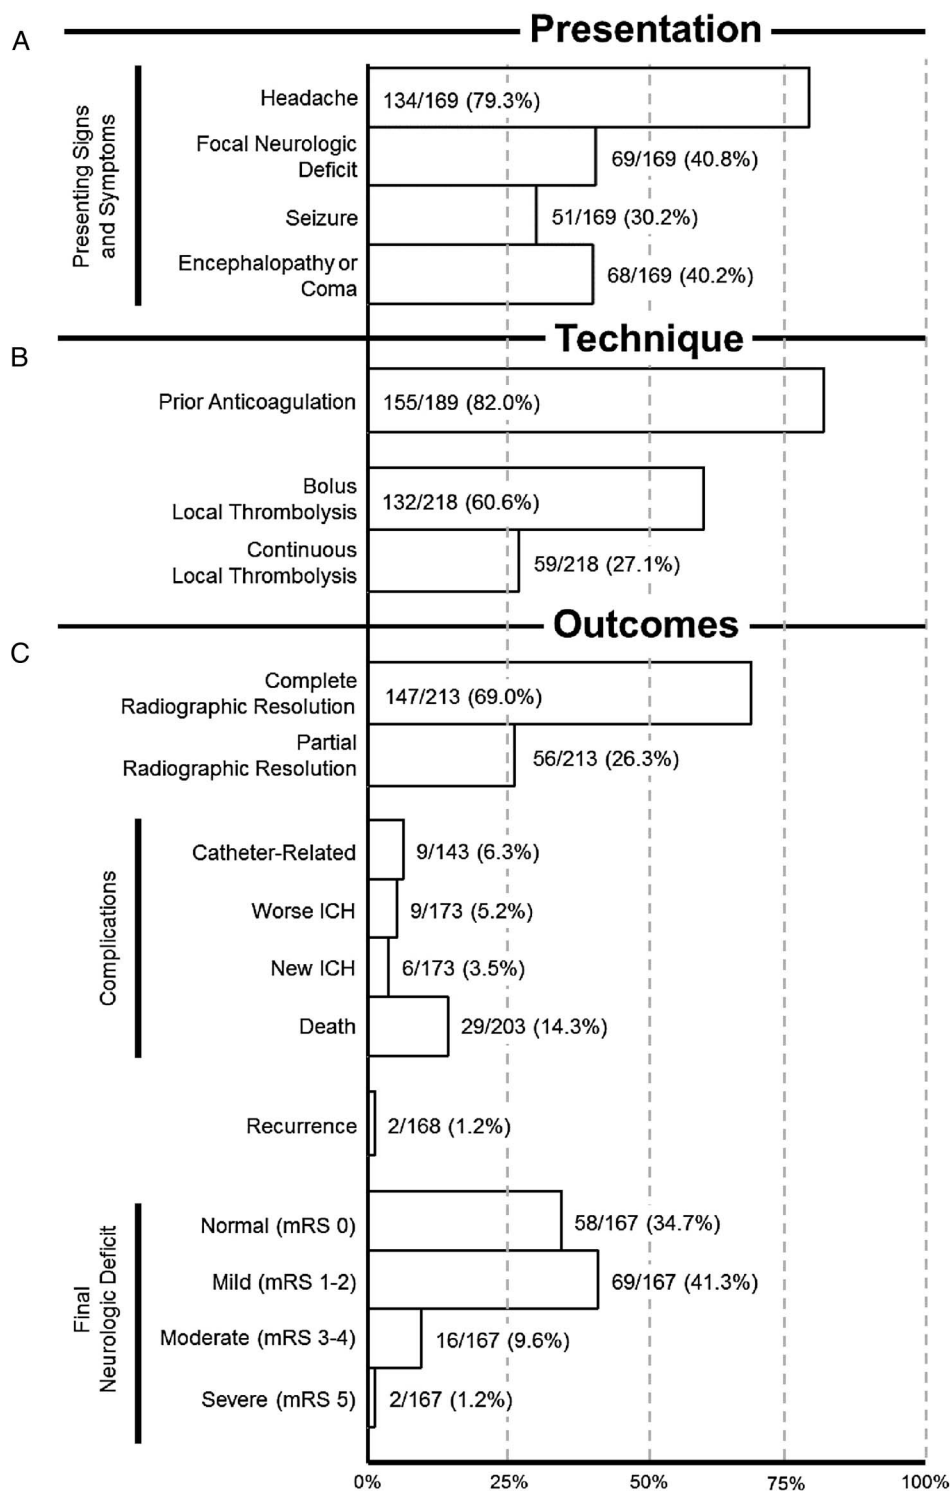 A
Presentation
Presenting Signs
and Symptoms
Headache
134/169 (79.3%)
Focal Neurologic
Deficit
69/169 (40.8%)
Seizure
51/169 (30.2%)
Encephalopathy or
Coma
68/169 (40.2%)
B
Technique
Prior Anticoagulation
155/189 (82.0%)
Bolus
Local Thrombolysis
132/218 (60.6%)
Continuous
Local Thrombolysis
59/218 (27.1%)
C
Outcomes
Complete
Radiographic Resolution
147/213 (69.0%)
Partial
Radiographic Resolution
56/213 (26.3%)
Complications
Catheter-Related
9/143 (6.3%)
Worse ICH
9/173 (5.2%)
New ICH
6/173 (3.5%)
Death
29/203 (14.3%)
Recurrence
2/168 (1.2%)
Final
Neurologic Deficit
Normal (mRS 0)
58/167 (34.7%)
Mild (mRS 1-2)
69/167 (41.3%)
Moderate (mRS 3-4)
16/167 (9.6%)
Severe (mRS 5)
2/167 (1.2%)
0%
25%
50%
75%
100%